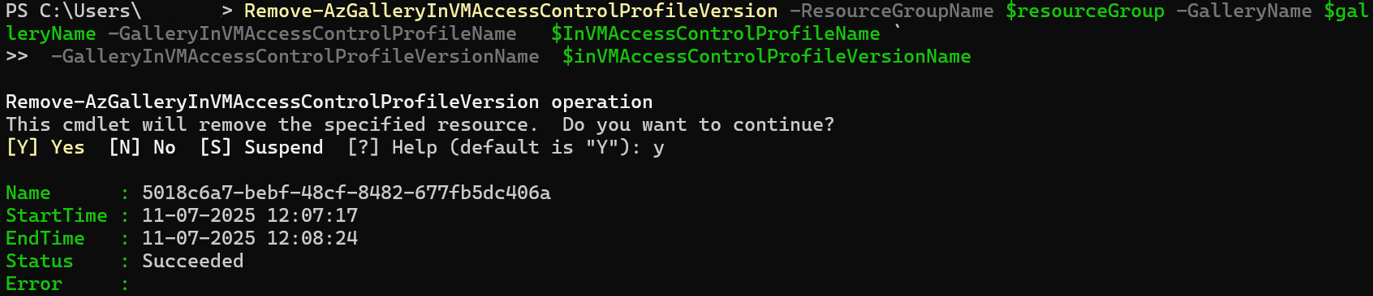 PS C:\Users\ > Remove-AzGalleryInVMAccessControlProfileVersion -ResourceGroupName $resourceGroup -GalleryName $gal
leryName -GalleryInVMAccessControlProfileName $InVMAccessControlProfileName `
>> -GalleryInVMAccessControlProfileVersionName $inVMAccessControlProfileVersionName
Remove-AzGalleryInVMAccessControlProfileVersion operation
This cmdlet will remove the specified resource. Do you want to continue?
[Y] Yes [N] No [S] Suspend [?] Help (default is "Y"): y
Name : 5018c6a7-bebf-48cf-8482-677fb5dc406a
StartTime : 11-07-2025 12:07:17
EndTime : 11-07-2025 12:08:24
Status : Succeeded
Error :